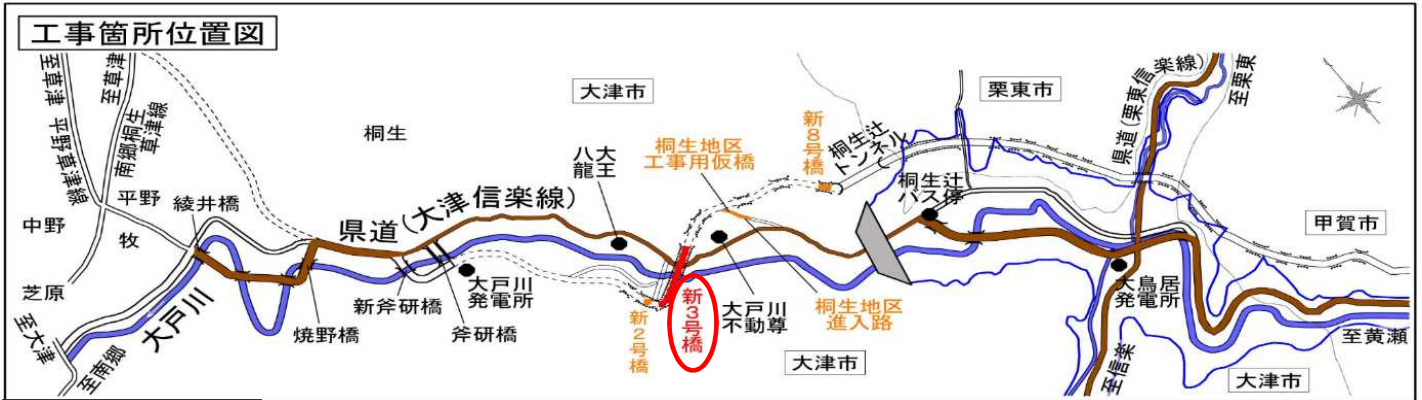 工事箇所位置図
至草津 平野草津線
至草津
南郷桐生
草津線
中野
平野
牧
綾井橋
芝原
至大津
至南郷
大戸川
焼野橋
県道(大津信楽線)
桐生
新斧研橋
斧研橋
大戸川
発電所
大津市
八大
龍王
新2号橋
新3号橋
桐生地区
工事用仮橋
大戸川
不動尊
新8号橋
桐生辻
トンネル
桐生地区
進入路
大津市
桐生辻
バス停
栗東市
県道(栗東信楽線)
至栗東
大鳥居
発電所
至信楽
甲賀市
至黄瀬
大津市